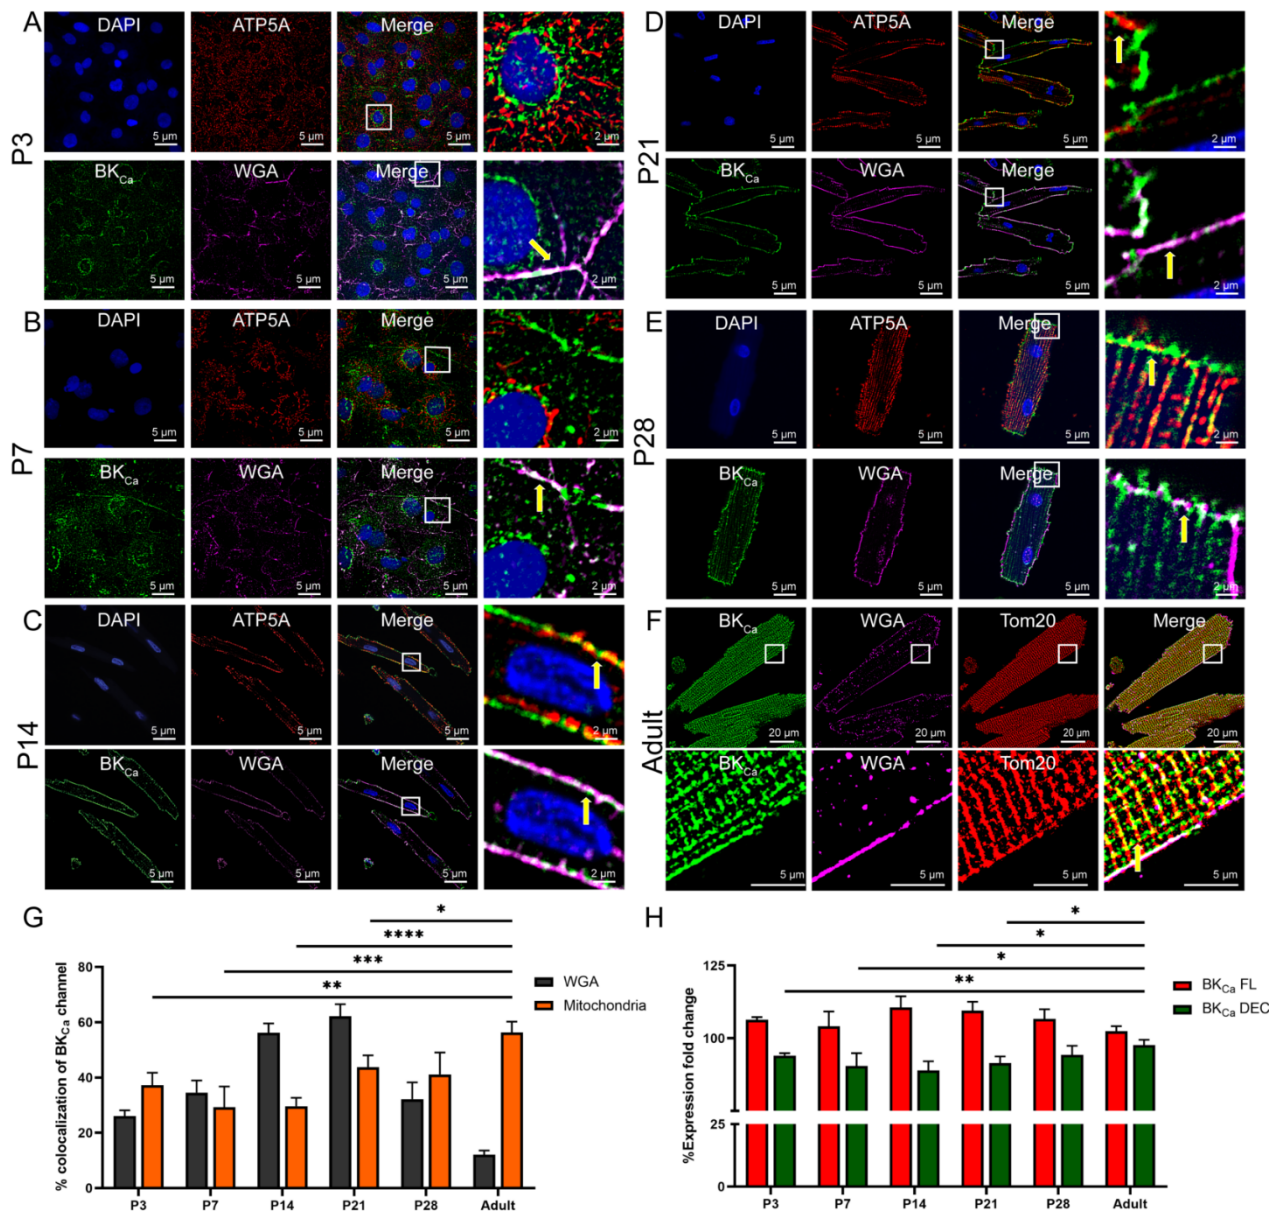 A
DAPI
ATP5A
Merge
5 µm
5 µm
5 µm
2 µm
P3
BKCa
WGA
Merge
5 µm
5 µm
5 µm
2 µm
B
DAPI
ATP5A
Merge
5 µm
5 µm
5 µm
2 µm
P7
BKCa
WGA
Merge
5 µm
5 µm
5 µm
2 µm
C
DAPI
ATP5A
Merge
5 µm
5 µm
5 µm
2 µm
P14
BKCa
WGA
Merge
5 µm
5 µm
5 µm
2 µm
D
DAPI
ATP5A
Merge
5 µm
5 µm
5 µm
2 µm
P21
BKCa
WGA
Merge
5 µm
5 µm
5 µm
2 µm
E
DAPI
ATP5A
Merge
5 µm
5 µm
5 µm
2 µm
P28
BKCa
WGA
Merge
5 µm
5 µm
5 µm
2 µm
F
BKCa
WGA
Tom20
Merge
20 µm
20 µm
20 µm
20 µm
Adult
BKCa
WGA
Tom20
Merge
5 µm
5 µm
5 µm
5 µm
G
*
****
***
**
WGA
Mitochondria
% colocalization of BKCa channel
80
60
40
20
0
P3
P7
P14
P21
P28
Adult
H
*
*
*
**
BKCa FL
BKCa DEC
%Expression fold change
125
100
25
0
P3
P7
P14
P21
P28
Adult